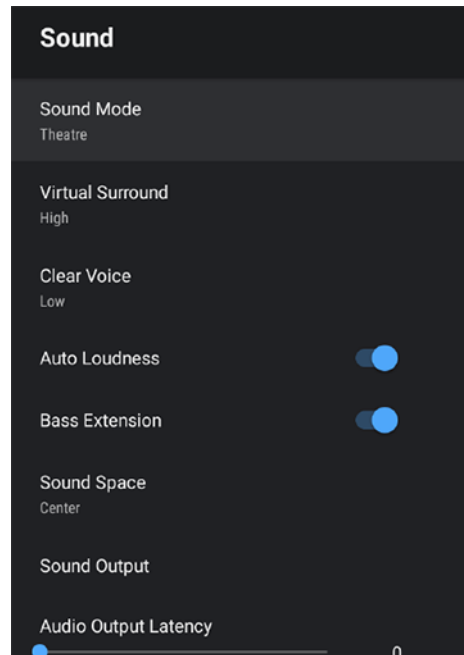 Sound
Sound Mode
Theatre
Virtual Surround
High
Clear Voice
Low
Auto Loudness
Bass Extension
Sound Space
Center
Sound Output
Audio Output Latency
0